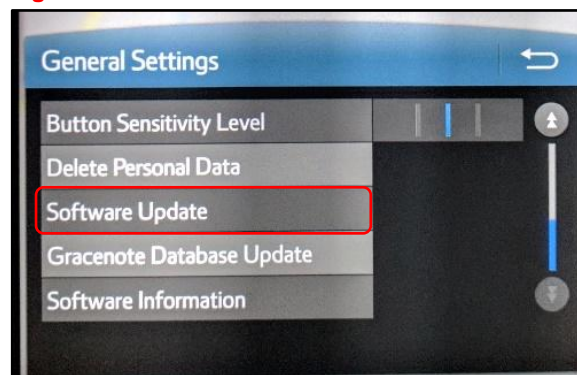 General Settings
Button Sensitivity Level
Delete Personal Data
Software Update
Gracenote Database Update
Software Information